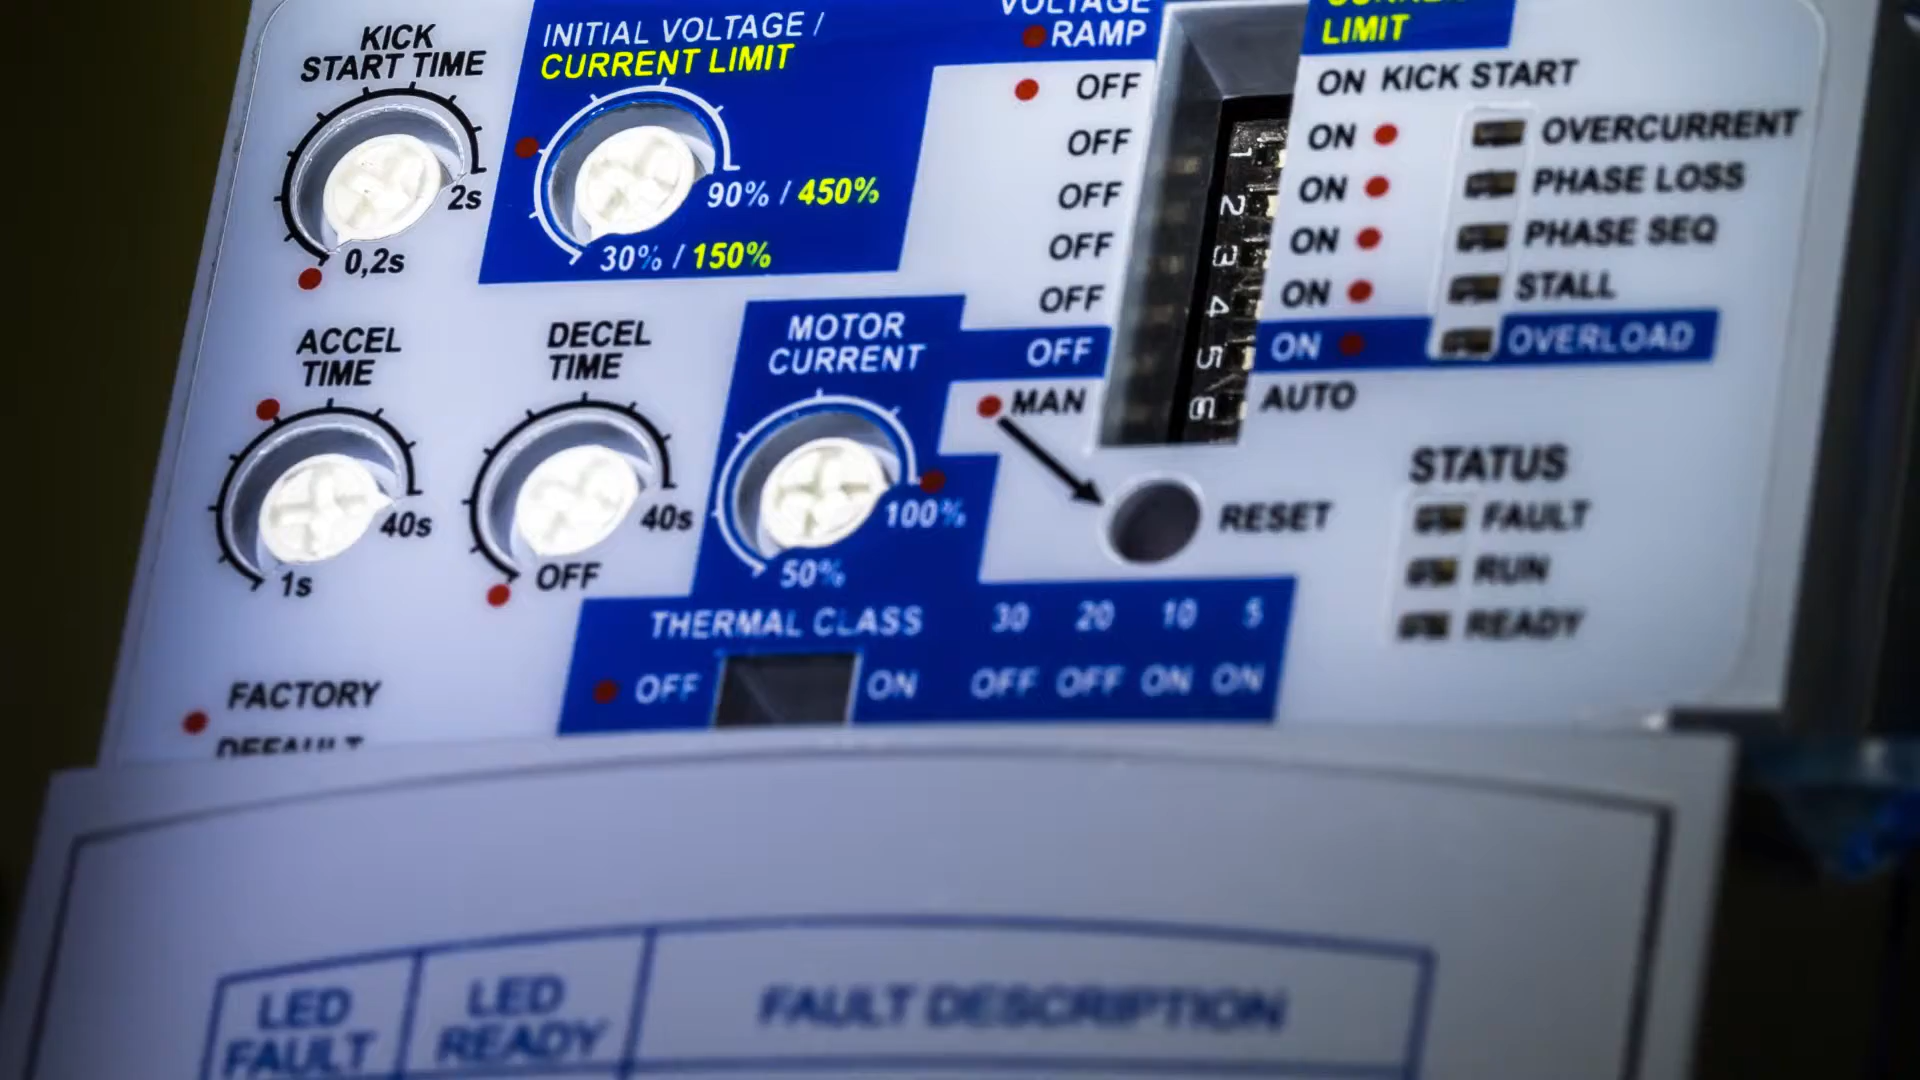 KICK
START TIME
2s
0,2s
INITIAL VOLTAGE /
CURRENT LIMIT
90% / 450%
30% / 150%
VOLTAGE
RAMP
LIMIT
OFF
ON KICK START
OFF
1
ON
OVERCURRENT
OFF
2
ON
PHASE LOSS
OFF
3
ON
PHASE SEQ
OFF
4
ON
STALL
OFF
5
ON
OVERLOAD
MAN
6
AUTO
ACCEL
TIME
40s
1s
DECEL
TIME
40s
OFF
MOTOR
CURRENT
100%
50%
RESET
STATUS
FAULT
RUN
READY
THERMAL CLASS
30 20 10 5
OFF
ON
OFF OFF ON ON
FACTORY
DEFAULT
LED
FAULT
LED
READY
FAULT DESCRIPTION